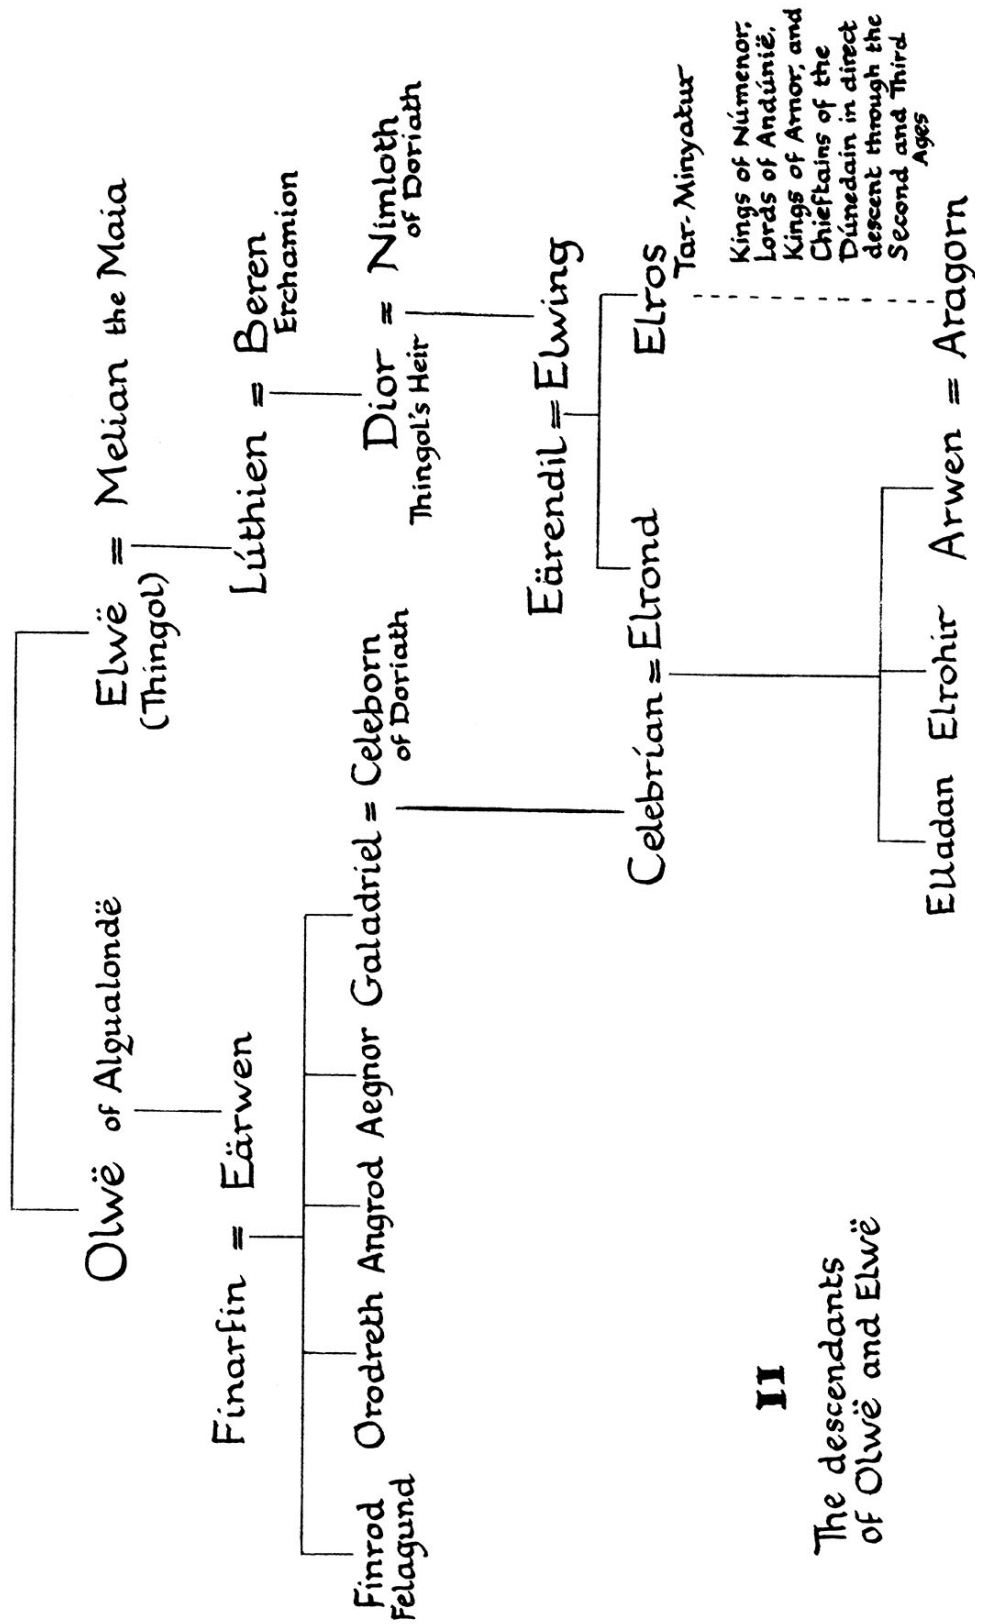 Olwë of Alqualondë
Elwë = Melian the Maia
(Thingol)
Finarfin = Eärwen
Lúthien = Beren
Erchamion
Finrod
Felagund
Orodreth Angrod Aegnor Galadriel = Celeborn
of Doriath
Dior = Nimloth
Thingol's Heir
of Doriath
Eärendil = Elwing
Celebrían = Elrond
Elros
Tar-Minyatur
Kings of Númenor,
Lords of Andúnië,
Kings of Arnor, and
Chieftains of the
Dúnedain in direct
descent through the
Second and Third
Ages
Elladan Elrohir Arwen = Aragorn
II
The descendants
of Olwë and Elwë